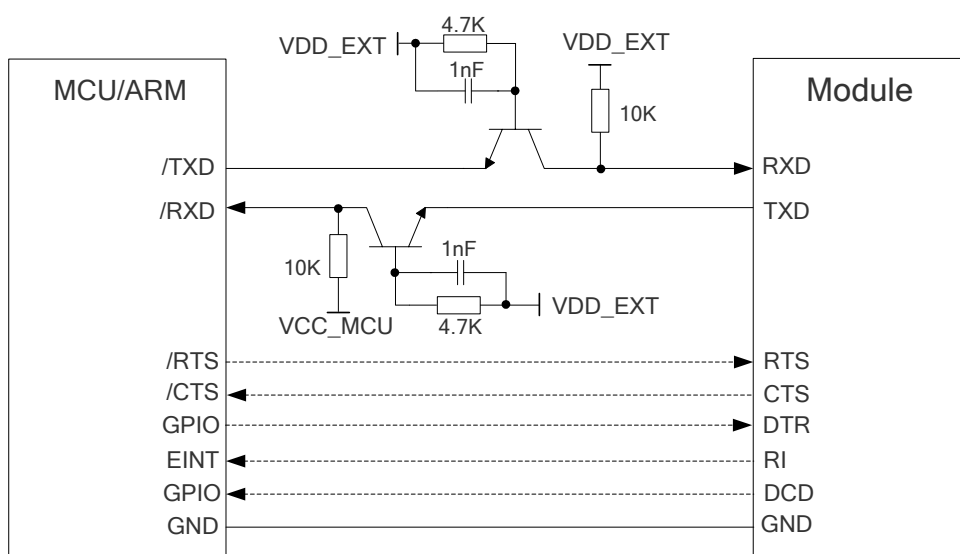 4.7K
VDD_EXT
1nF
VDD_EXT
10K
MCU/ARM
Module
/TXD
RXD
/RXD
TXD
10K
1nF
VCC_MCU
4.7K
VDD_EXT
/RTS
RTS
/CTS
CTS
GPIO
DTR
EINT
RI
GPIO
DCD
GND
GND